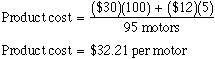 Product cost = ($30)(100) + ($12)(5) / 95 motors
Product cost = $32.21 per motor